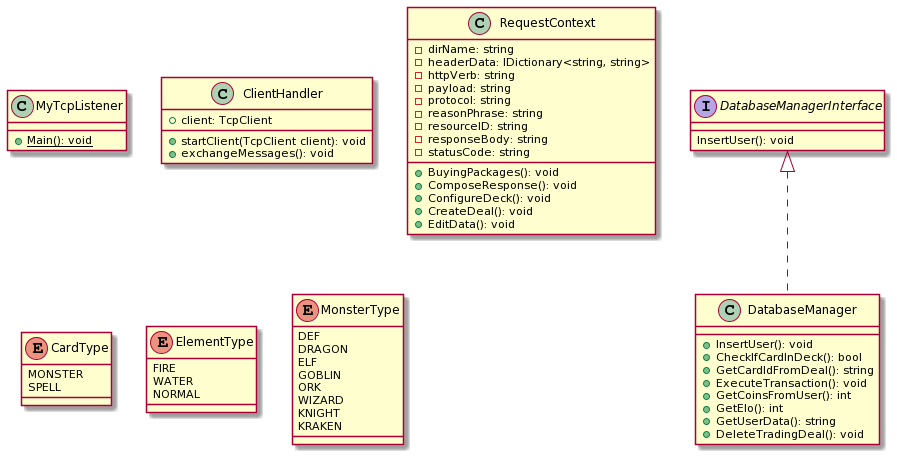 C MyTcpListener
Main(): void
C ClientHandler
client: TcpClient
startClient(TcpClient client): void
exchangeMessages(): void
C RequestContext
dirName: string
headerData: IDictionary<string, string>
httpVerb: string
payload: string
protocol: string
reasonPhrase: string
resourceID: string
responseBody: string
statusCode: string
BuyingPackages(): void
ComposeResponse(): void
ConfigureDeck(): void
CreateDeal(): void
EditData(): void
I DatabaseManagerInterface
InsertUser(): void
E CardType
MONSTER
SPELL
E ElementType
FIRE
WATER
NORMAL
E MonsterType
DEF
DRAGON
ELF
GOBLIN
ORK
WIZARD
KNIGHT
KRAKEN
C DatabaseManager
InsertUser(): void
CheckIfCardInDeck(): bool
GetCardIdFromDeal(): string
ExecuteTransaction(): void
GetCoinsFromUser(): int
GetElo(): int
GetUserData(): string
DeleteTradingDeal(): void